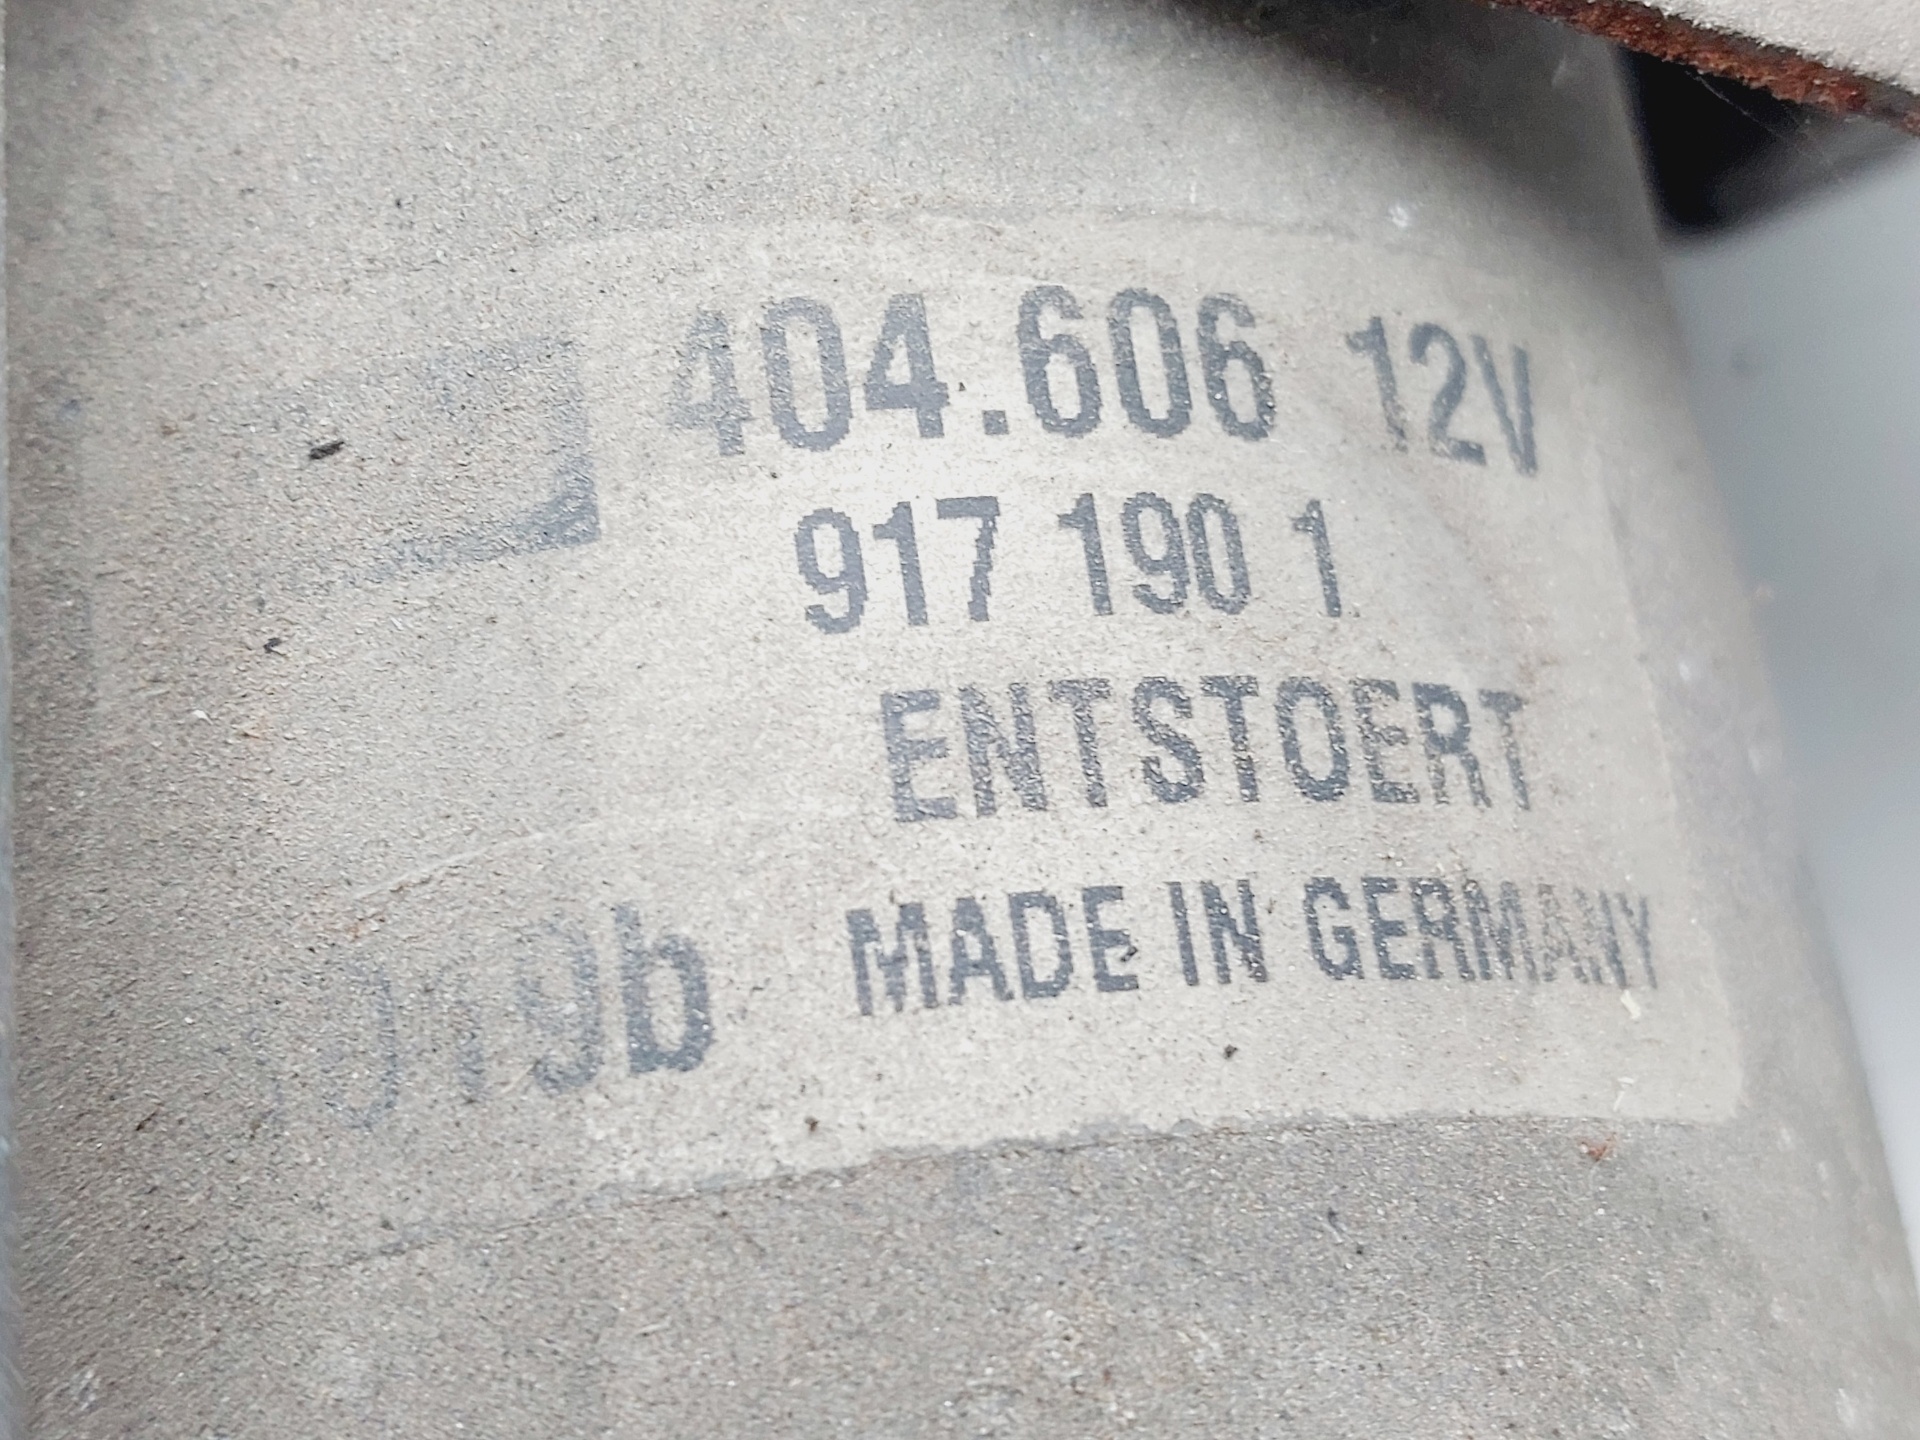 404.606 12V
917 190 1
ENTSTOERT
MADE IN GERMANY